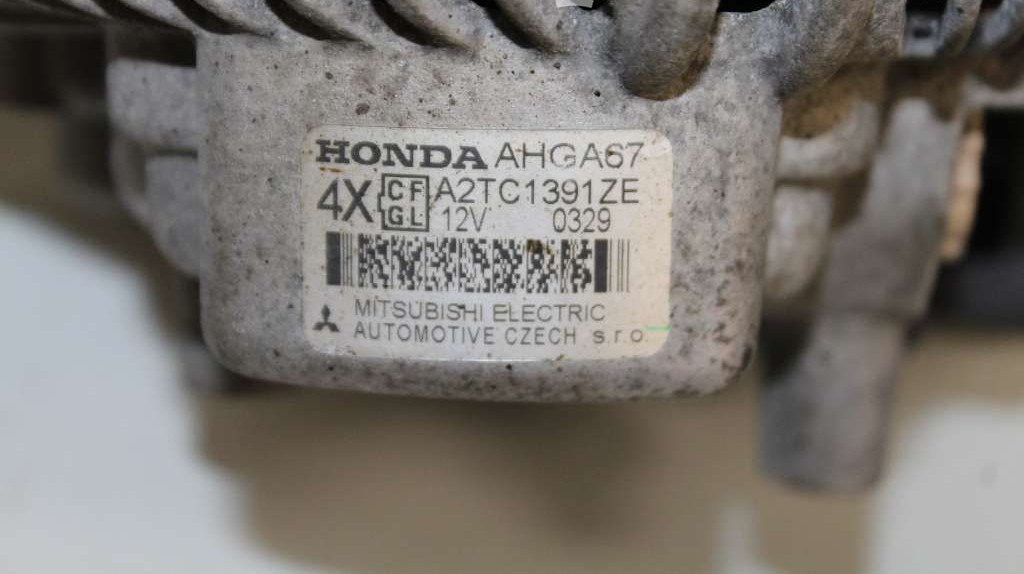 HONDA AHGA67
4X CF GL A2TC1391ZE
12V 0329
MITSUBISHI ELECTRIC
AUTOMOTIVE CZECH s.r.o.